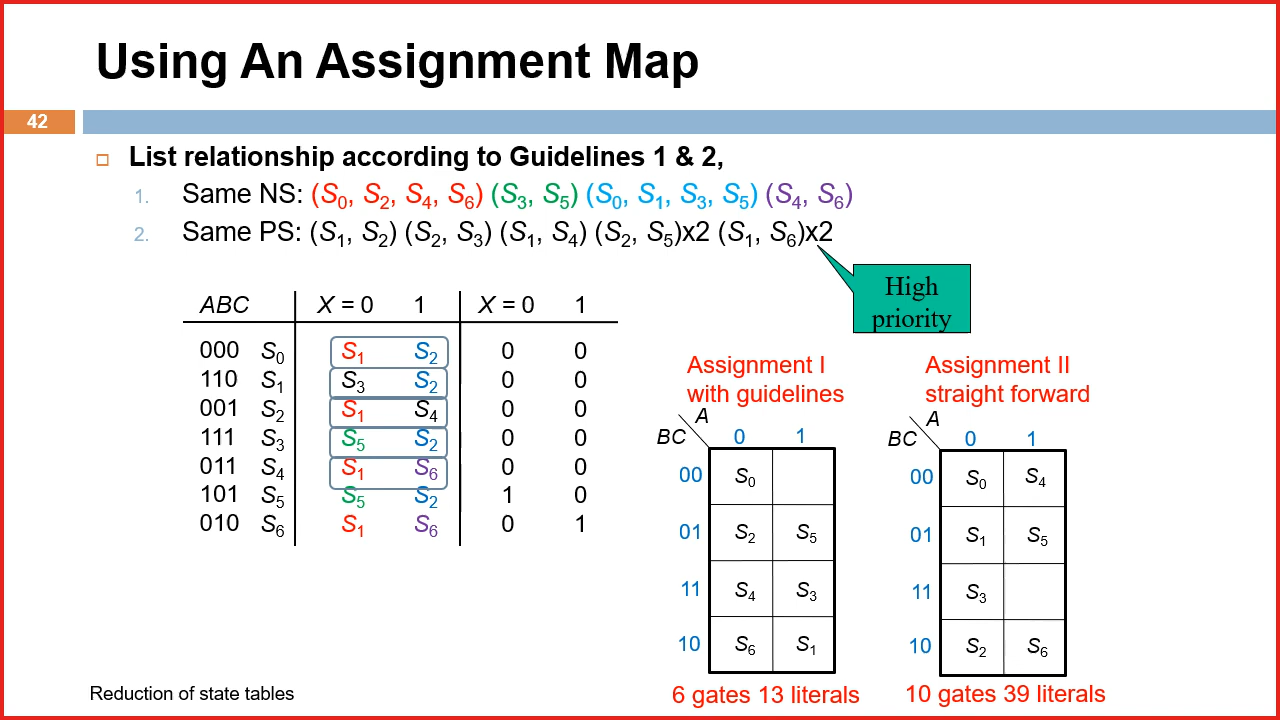 Using An Assignment Map
42
List relationship according to Guidelines 1 & 2,
1. Same NS: (S0, S2, S4, S6) (S3, S5) (S0, S1, S3, S5) (S4, S6)
2. Same PS: (S1, S2) (S2, S3) (S1, S4) (S2, S5)x2 (S1, S6)x2
High
priority
ABC X = 0 1 X = 0 1
000 S0 S1 S2 0 0
110 S1 S3 S2 0 0
001 S2 S1 S4 0 0
111 S3 S5 S2 0 0
011 S4 S1 S6 0 0
101 S5 S5 S2 1 0
010 S6 S1 S6 0 1
Assignment I
with guidelines
A
BC 0 1
00 S0
01 S2 S5
11 S4 S3
10 S6 S1
6 gates 13 literals
Assignment II
straight forward
A
BC 0 1
00 S0 S4
01 S1 S5
11 S3
10 S2 S6
10 gates 39 literals
Reduction of state tables